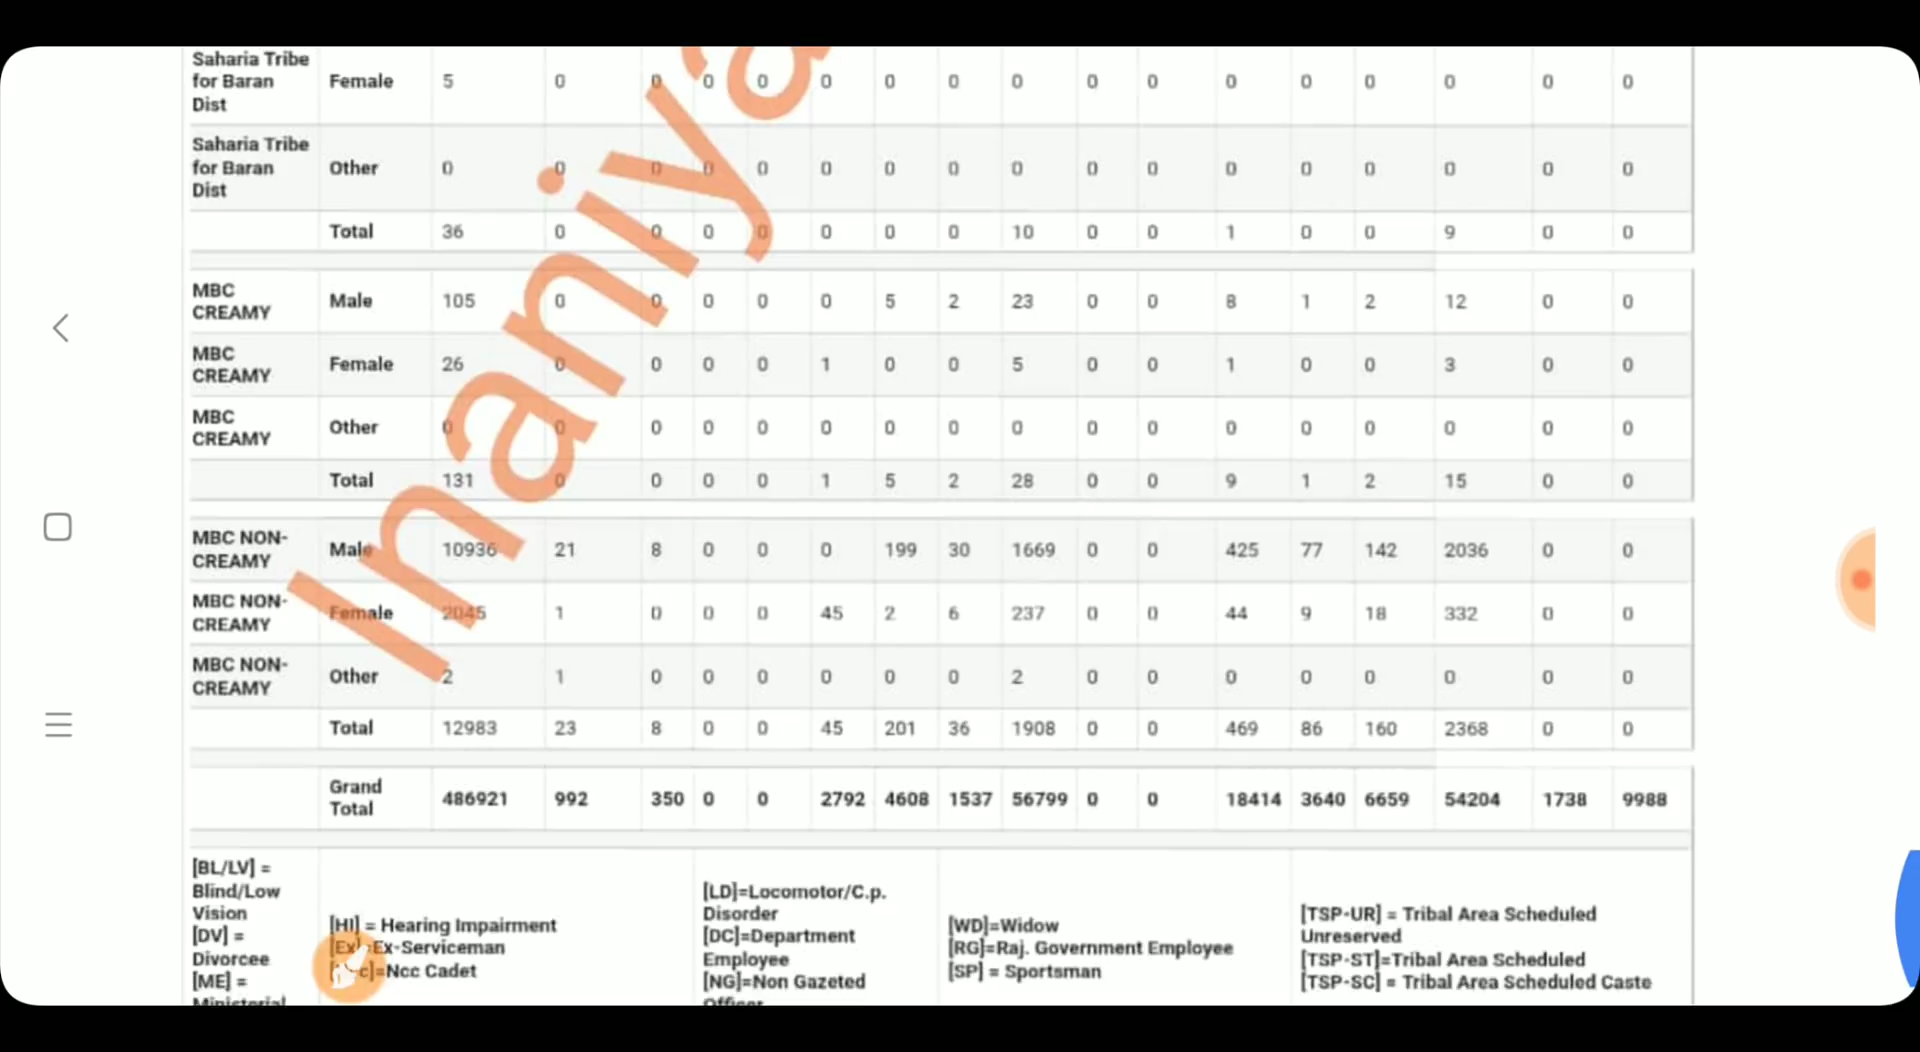 Saharia Tribe
for Baran
Dist
Female 5 0 0 0 0 0 0 0 0 0 0 0 0 0 0 0 0
Saharia Tribe
for Baran
Dist
Other 0 0 0 0 0 0 0 0 0 0 0 0 0 0 0 0 0
Total 36 0 0 0 0 0 0 0 10 0 0 1 0 0 9 0 0
MBC
CREAMY
Male 105 0 0 0 0 0 5 2 23 0 0 8 1 2 12 0 0
MBC
CREAMY
Female 26 0 0 0 0 1 0 0 5 0 0 1 0 0 3 0 0
MBC
CREAMY
Other 0 0 0 0 0 0 0 0 0 0 0 0 0 0 0 0 0
Total 131 0 0 0 0 1 5 2 28 0 0 9 1 2 15 0 0
MBC NON-
CREAMY
Male 10936 21 8 0 0 0 199 30 1669 0 0 425 77 142 2036 0 0
MBC NON-
CREAMY
Female 2045 1 0 0 0 45 2 6 237 0 0 44 9 18 332 0 0
MBC NON-
CREAMY
Other 2 1 0 0 0 0 0 0 2 0 0 0 0 0 0 0 0
Total 12983 23 8 0 0 45 201 36 1908 0 0 469 86 160 2368 0 0
Grand
Total
486921 992 350 0 0 2792 4608 1537 56799 0 0 18414 3640 6659 54204 1738 9988
[BL/LV] =
Blind/Low
Vision
[DV] =
Divorcee
[ME] =
Ministerial
[HI] = Hearing Impairment
[Ex] =Ex-Serviceman
=Ncc Cadet
[LD]=Locomotor/C.p.
Disorder
[DC]=Department
Employee
[NG]=Non Gazeted
Officer
[WD]=Widow
[RG]=Raj. Government Employee
[SP] = Sportsman
[TSP-UR] = Tribal Area Scheduled
Unreserved
[TSP-ST]=Tribal Area Scheduled
[TSP-SC] = Tribal Area Scheduled Caste
Inaniya